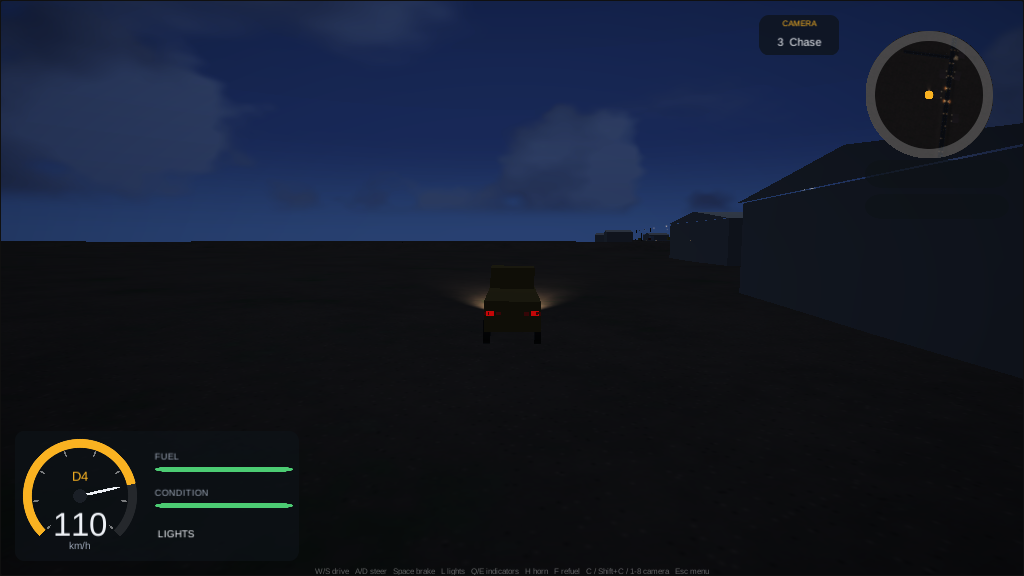 CAMERA
3 Chase
D4
110
km/h
FUEL
CONDITION
LIGHTS
W/S drive A/D steer Space brake L lights Q/E indicators H horn F refuel C / Shift+C / 1-8 camera Esc menu